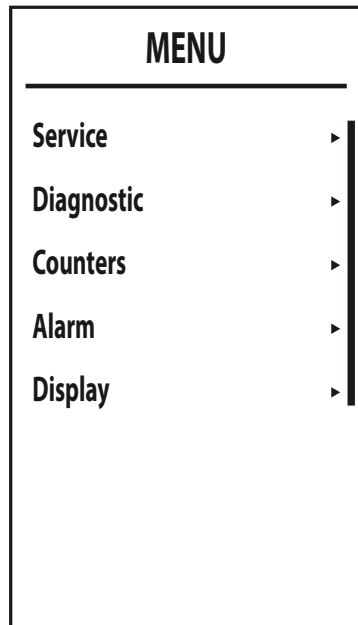 MENU
Service
Diagnostic
Counters
Alarm
Display